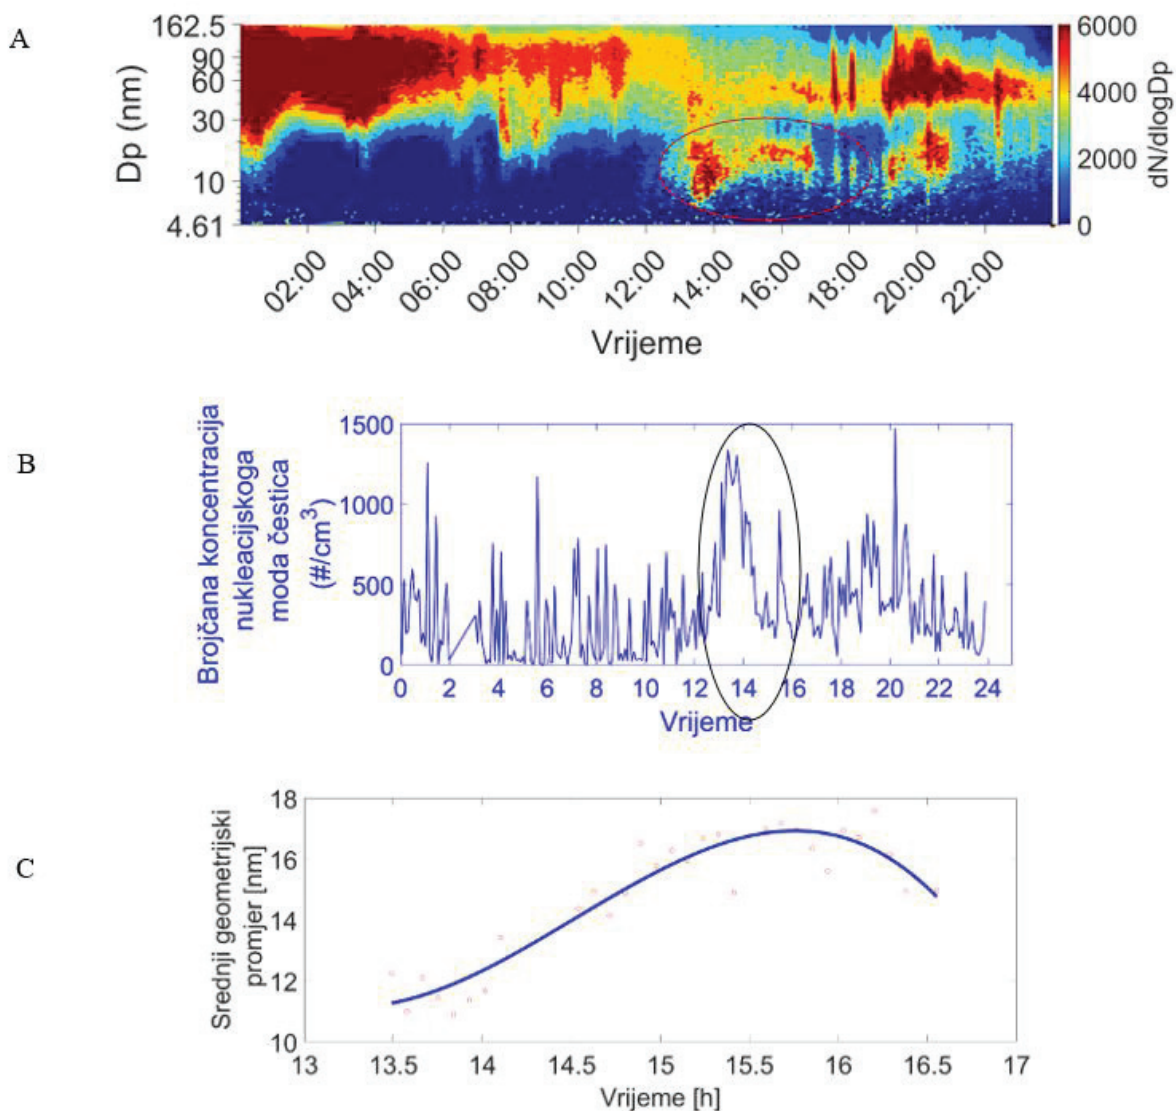 A
162.5
90
60
30
10
4.61
Dp (nm)
02:00 04:00 06:00 08:00 10:00 12:00 14:00 16:00 18:00 20:00 22:00
Vrijeme
6000
4000
2000
0
dN/dlogDp
B
Brojčana koncentracija
nukleacijskoga
moda čestica
(#/cm³)
1500
1000
500
0
0 2 4 6 8 10 12 14 16 18 20 22 24
Vrijeme
C
Srednji geometrijski
promjer [nm]
18
16
14
12
10
13 13.5 14 14.5 15 15.5 16 16.5 17
Vrijeme [h]